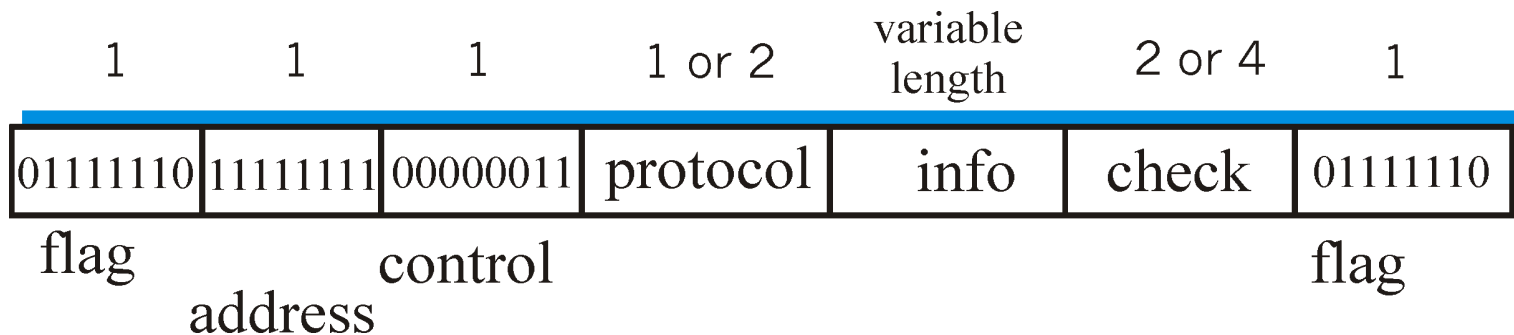 1 1 1 1 or 2 variable length 2 or 4 1
01111110 11111111 00000011 protocol info check 01111110
flag address control flag